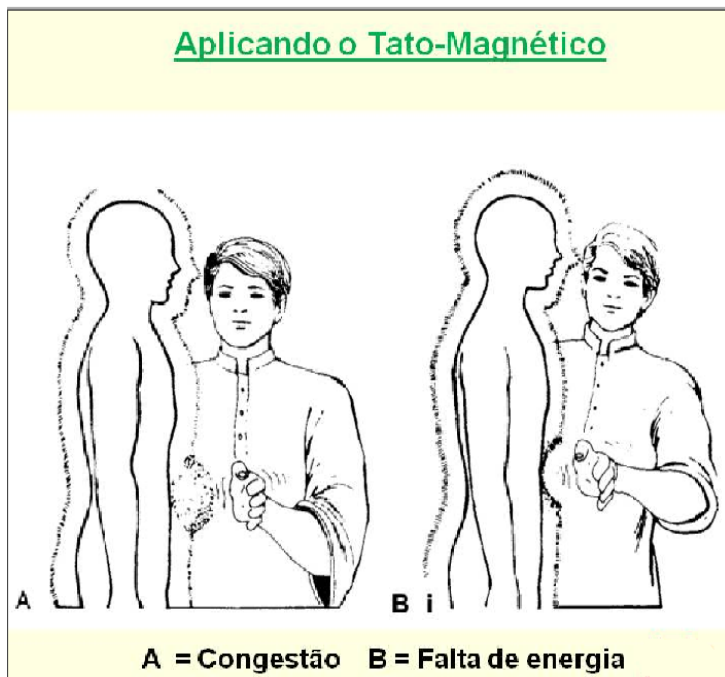 Aplicando o Tato-Magnético
A
B i
A = Congestão B = Falta de energia